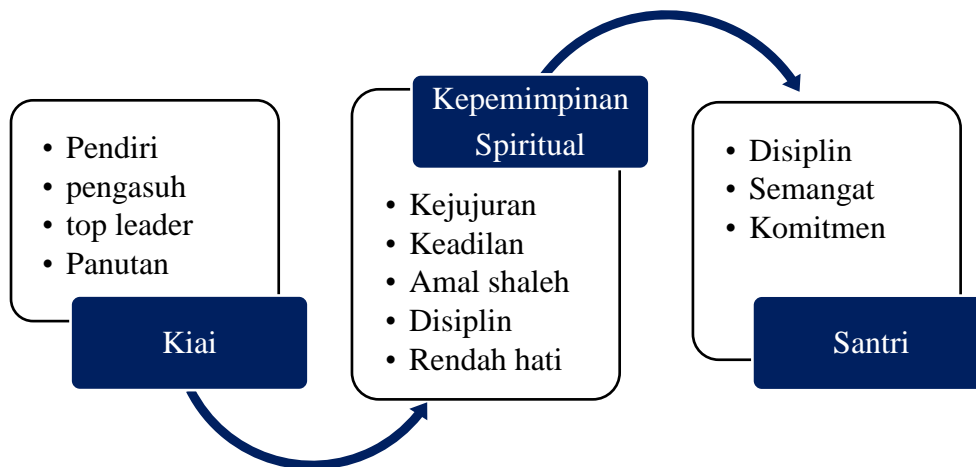 • Pendiri
• pengasuh
• top leader
• Panutan
Kiai
Kepemimpinan
Spiritual
• Kejujuran
• Keadilan
• Amal shaleh
• Disiplin
• Rendah hati
• Disiplin
• Semangat
• Komitmen
Santri